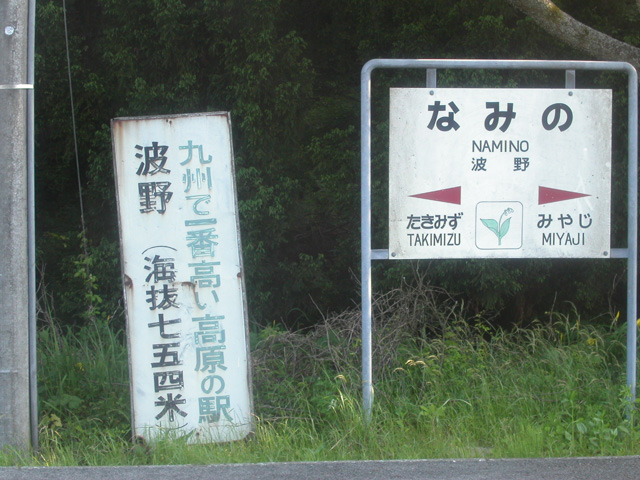 九州で一番高い高原の駅
波野（海抜七五四米
なみの
NAMINO
波野
たきみず
TAKIMIZU
みやじ
MIYAJI